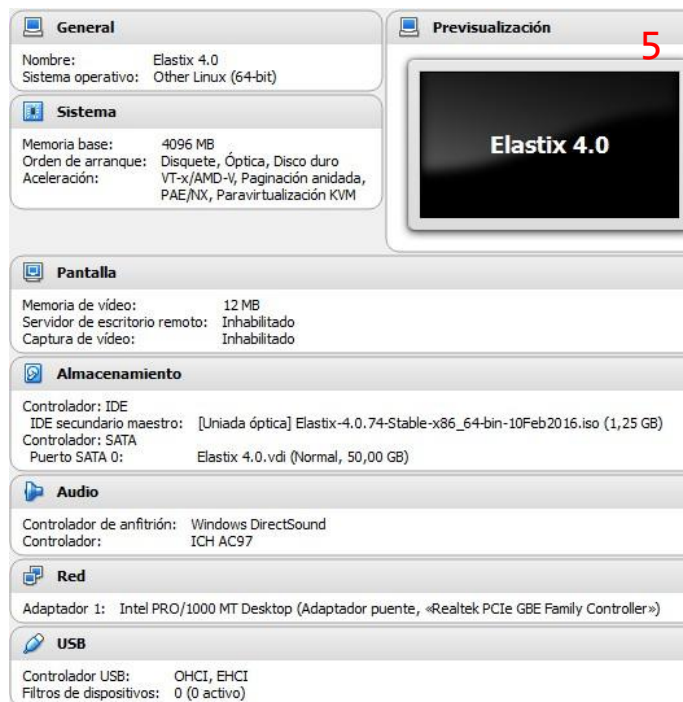 General
Nombre: Elastix 4.0
Sistema operativo: Other Linux (64-bit)
Previsualización
5
Elastix 4.0
Sistema
Memoria base: 4096 MB
Orden de arranque: Disquete, Óptica, Disco duro
Aceleración: VT-x/AMD-V, Paginación anidada,
PAE/NX, Paravirtualización KVM
Pantalla
Memoria de vídeo: 12 MB
Servidor de escritorio remoto: Inhabilitado
Captura de vídeo: Inhabilitado
Almacenamiento
Controlador: IDE
IDE secundario maestro: [Uniada óptica] Elastix-4.0.74-Stable-x86_64-bin-10Feb2016.iso (1,25 GB)
Controlador: SATA
Puerto SATA 0: Elastix 4.0.vdi (Normal, 50,00 GB)
Audio
Controlador de anfitrión: Windows DirectSound
Controlador: ICH AC97
Red
Adaptador 1: Intel PRO/1000 MT Desktop (Adaptador puente, «Realtek PCIe GBE Family Controller»)
USB
Controlador USB: OHCI, EHCI
Filtros de dispositivos: 0 (0 activo)